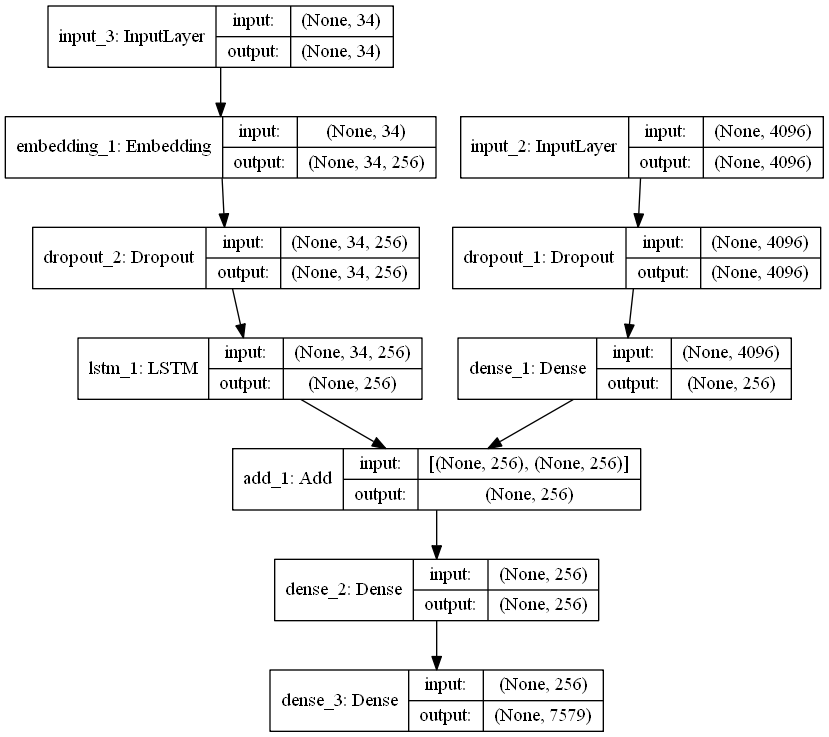 input_3: InputLayer
input: (None, 34)
output: (None, 34)
embedding_1: Embedding
input: (None, 34)
output: (None, 34, 256)
input_2: InputLayer
input: (None, 4096)
output: (None, 4096)
dropout_2: Dropout
input: (None, 34, 256)
output: (None, 34, 256)
dropout_1: Dropout
input: (None, 4096)
output: (None, 4096)
lstm_1: LSTM
input: (None, 34, 256)
output: (None, 256)
dense_1: Dense
input: (None, 4096)
output: (None, 256)
add_1: Add
input: [(None, 256), (None, 256)]
output: (None, 256)
dense_2: Dense
input: (None, 256)
output: (None, 256)
dense_3: Dense
input: (None, 256)
output: (None, 7579)